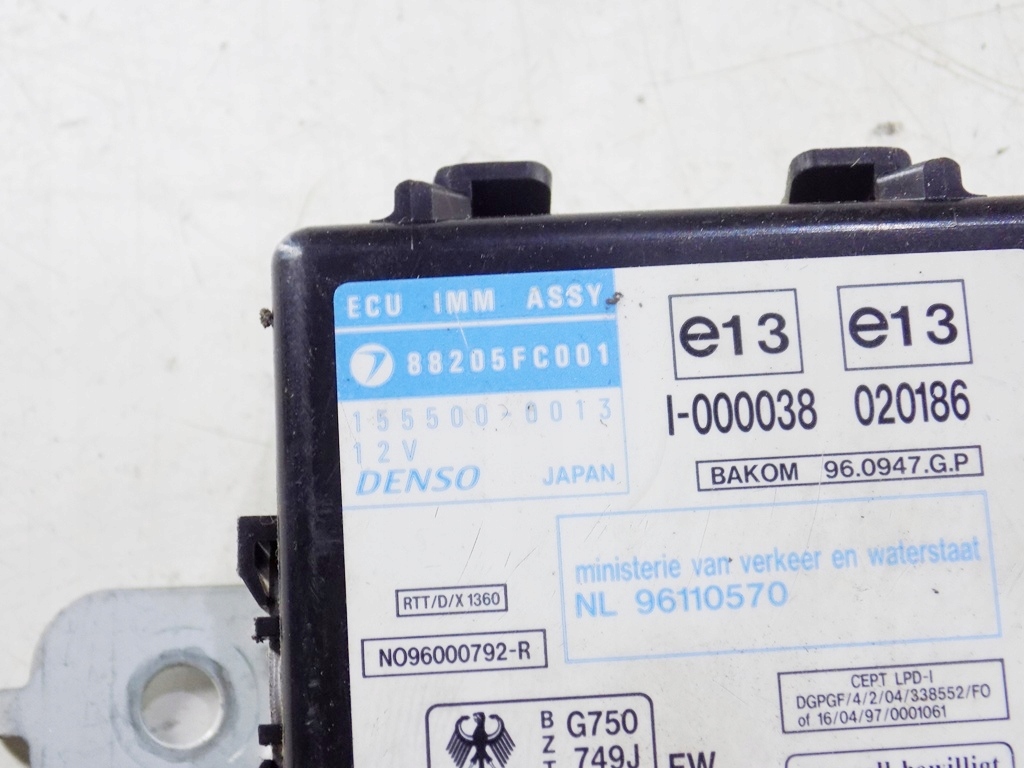 ECU IMM ASSY
88205FC001
155500-0013
12V
DENSO JAPAN
e13 e13
I-000038 020186
BAKOM 96.0947.G.P
ministerie van verkeer en waterstaat
NL 96110570
RTT/D/X1360
NO96000792-R
CEPT LPD-I
DGPGF/4/2/04/338552/FO
of 16/04/97/0001061
BZT G750
749J